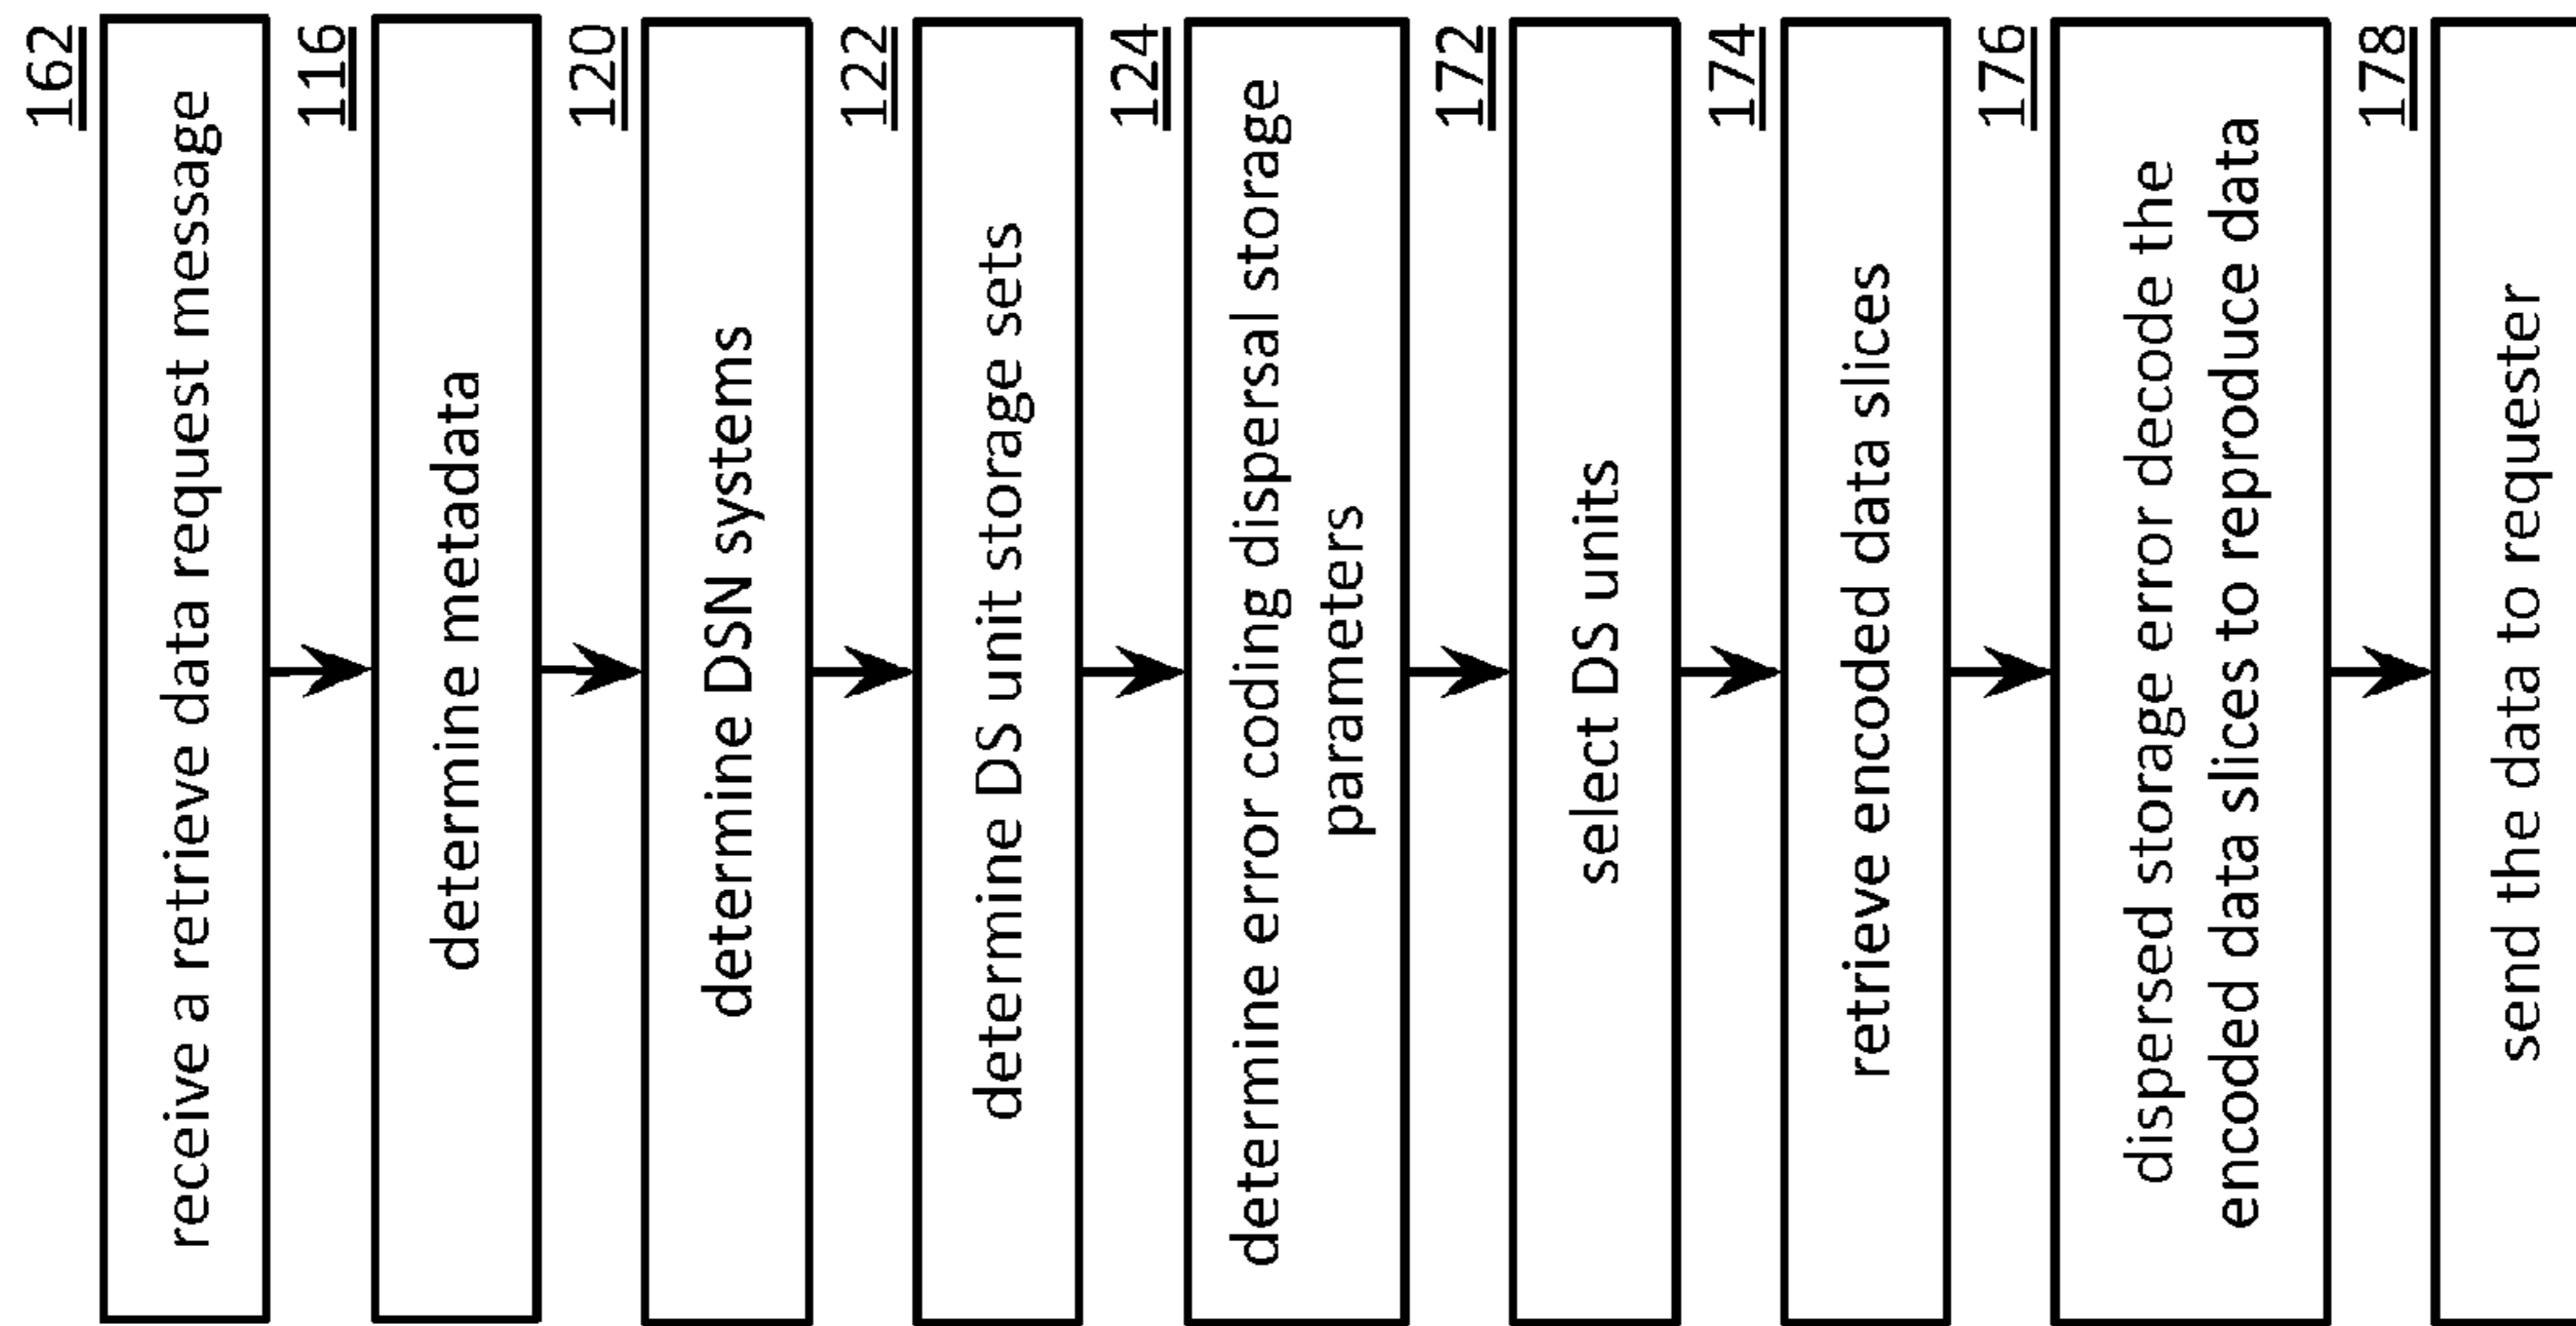 162
receive a retrieve data request message
116
determine metadata
120
determine DSN systems
122
determine DS unit storage sets
124
determine error coding dispersal storage
parameters
172
select DS units
174
retrieve encoded data slices
176
dispersed storage error decode the
encoded data slices to reproduce data
178
send the data to requester